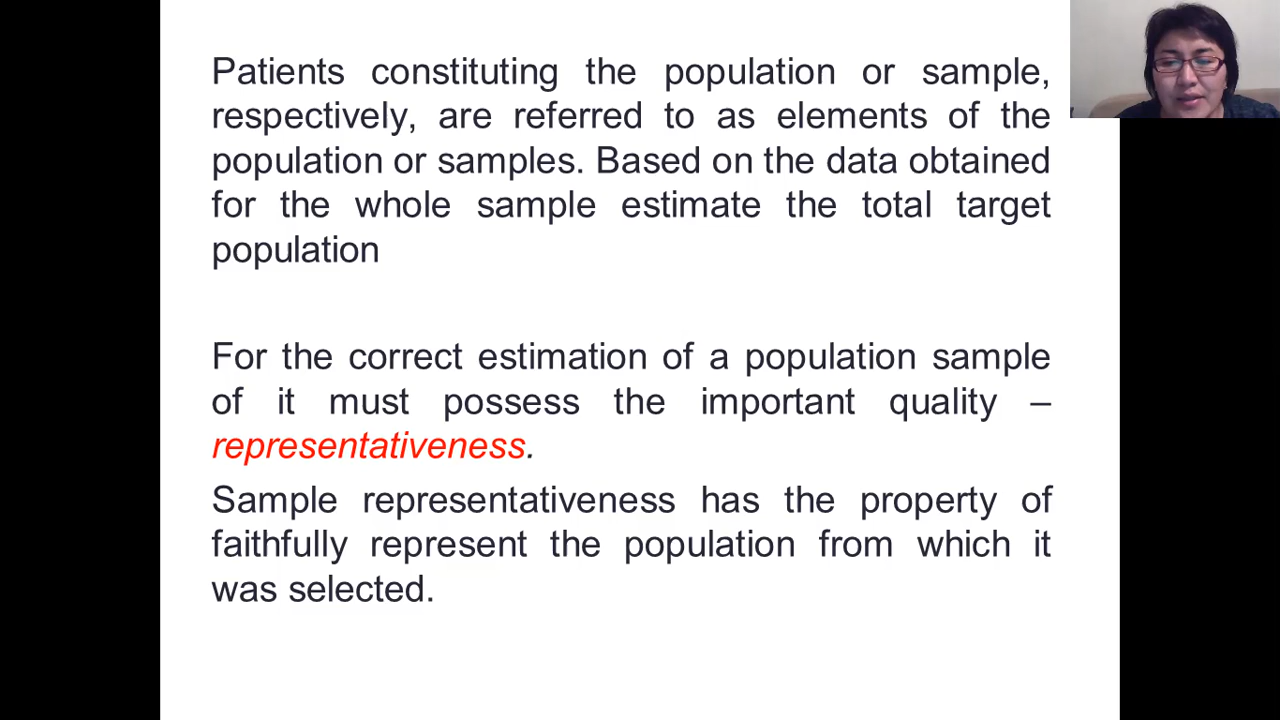 Patients constituting the population or sample,
respectively, are referred to as elements of the
population or samples. Based on the data obtained
for the whole sample estimate the total target
population
For the correct estimation of a population sample
of it must possess the important quality –
representativeness.
Sample representativeness has the property of
faithfully represent the population from which it
was selected.